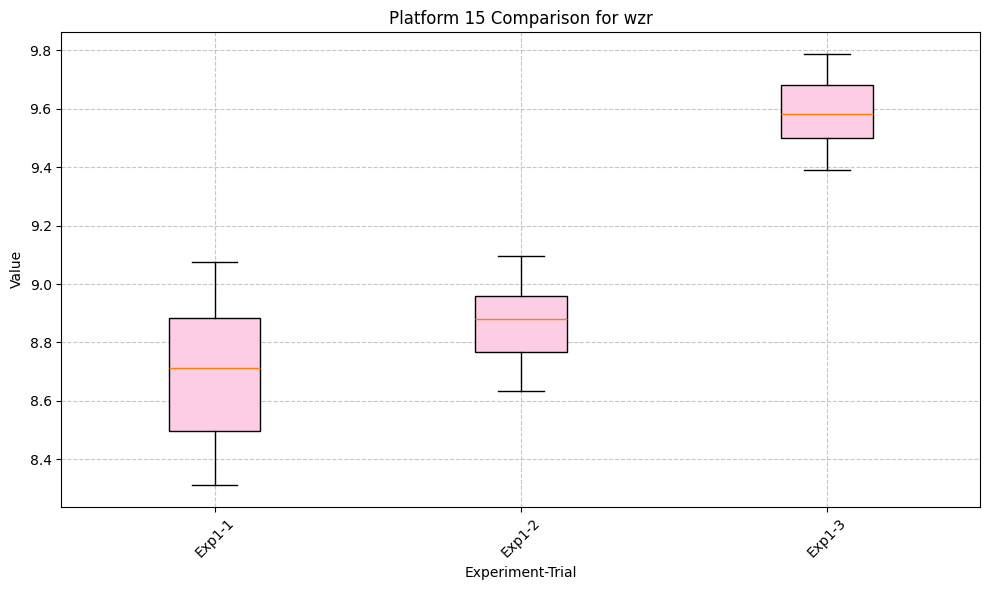 Platform 15 Comparison for wzr
Value
9.8
9.6
9.4
9.2
9.0
8.8
8.6
8.4
Exp1-1
Exp1-2
Exp1-3
Experiment-Trial